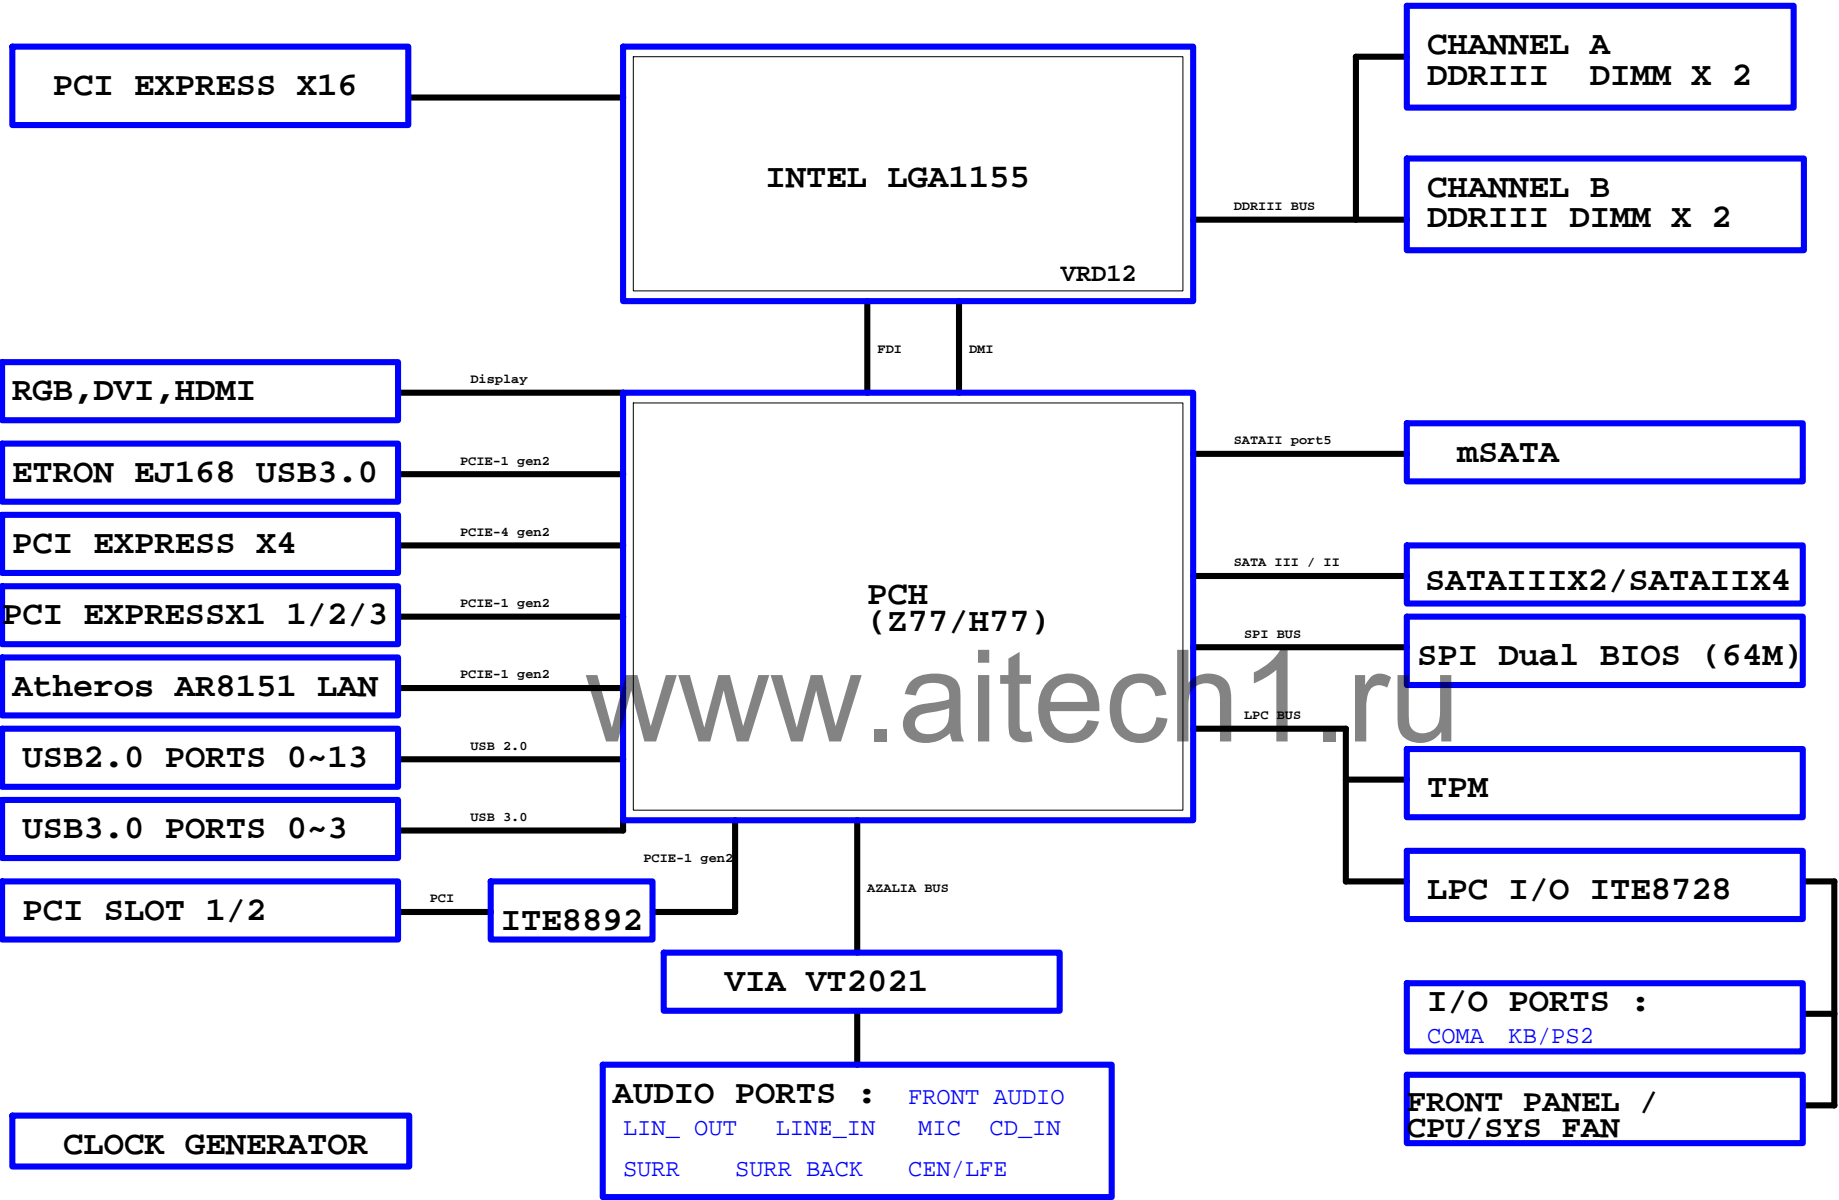 PCI EXPRESS X16
INTEL LGA1155
VRD12
CHANNEL A
DDRIII DIMM X 2
DDRIII BUS
CHANNEL B
DDRIII DIMM X 2
FDI
DMI
RGB,DVI,HDMI
Display
ETRON EJ168 USB3.0
PCIE-1 gen2
PCI EXPRESS X4
PCIE-4 gen2
PCI EXPRESSX1 1/2/3
PCIE-1 gen2
Atheros AR8151 LAN
PCIE-1 gen2
USB2.0 PORTS 0~13
USB 2.0
USB3.0 PORTS 0~3
USB 3.0
PCI SLOT 1/2
PCI
ITE8892
PCIE-1 gen2
PCH
(Z77/H77)
www.aitech1.ru
SATAII port5
mSATA
SATA III / II
SATAIIIX2/SATAIIX4
SPI BUS
SPI Dual BIOS (64M)
LPC BUS
TPM
LPC I/O ITE8728
I/O PORTS :
COMA KB/PS2
FRONT PANEL /
CPU/SYS FAN
AZALIA BUS
VIA VT2021
AUDIO PORTS : FRONT AUDIO
LIN_ OUT LINE_IN MIC CD_IN
SURR SURR BACK CEN/LFE
CLOCK GENERATOR